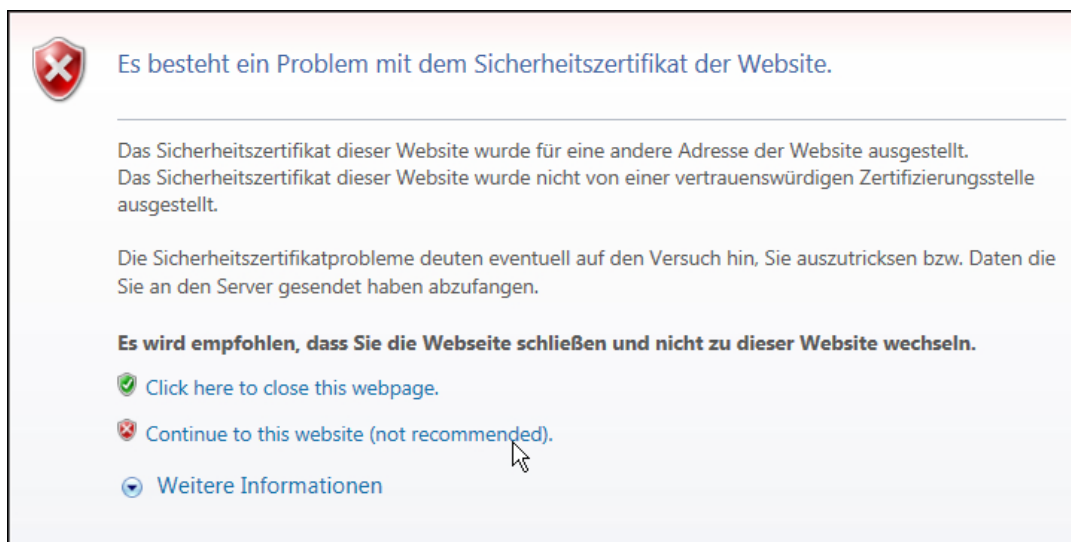 Es besteht ein Problem mit dem Sicherheitszertifikat der Website.
Das Sicherheitszertifikat dieser Website wurde für eine andere Adresse der Website ausgestellt.
Das Sicherheitszertifikat dieser Website wurde nicht von einer vertrauenswürdigen Zertifizierungsstelle
ausgestellt.
Die Sicherheitszertifikatprobleme deuten eventuell auf den Versuch hin, Sie auszutricksen bzw. Daten die
Sie an den Server gesendet haben abzufangen.
Es wird empfohlen, dass Sie die Webseite schließen und nicht zu dieser Website wechseln.
Click here to close this webpage.
Continue to this website (not recommended).
Weitere Informationen